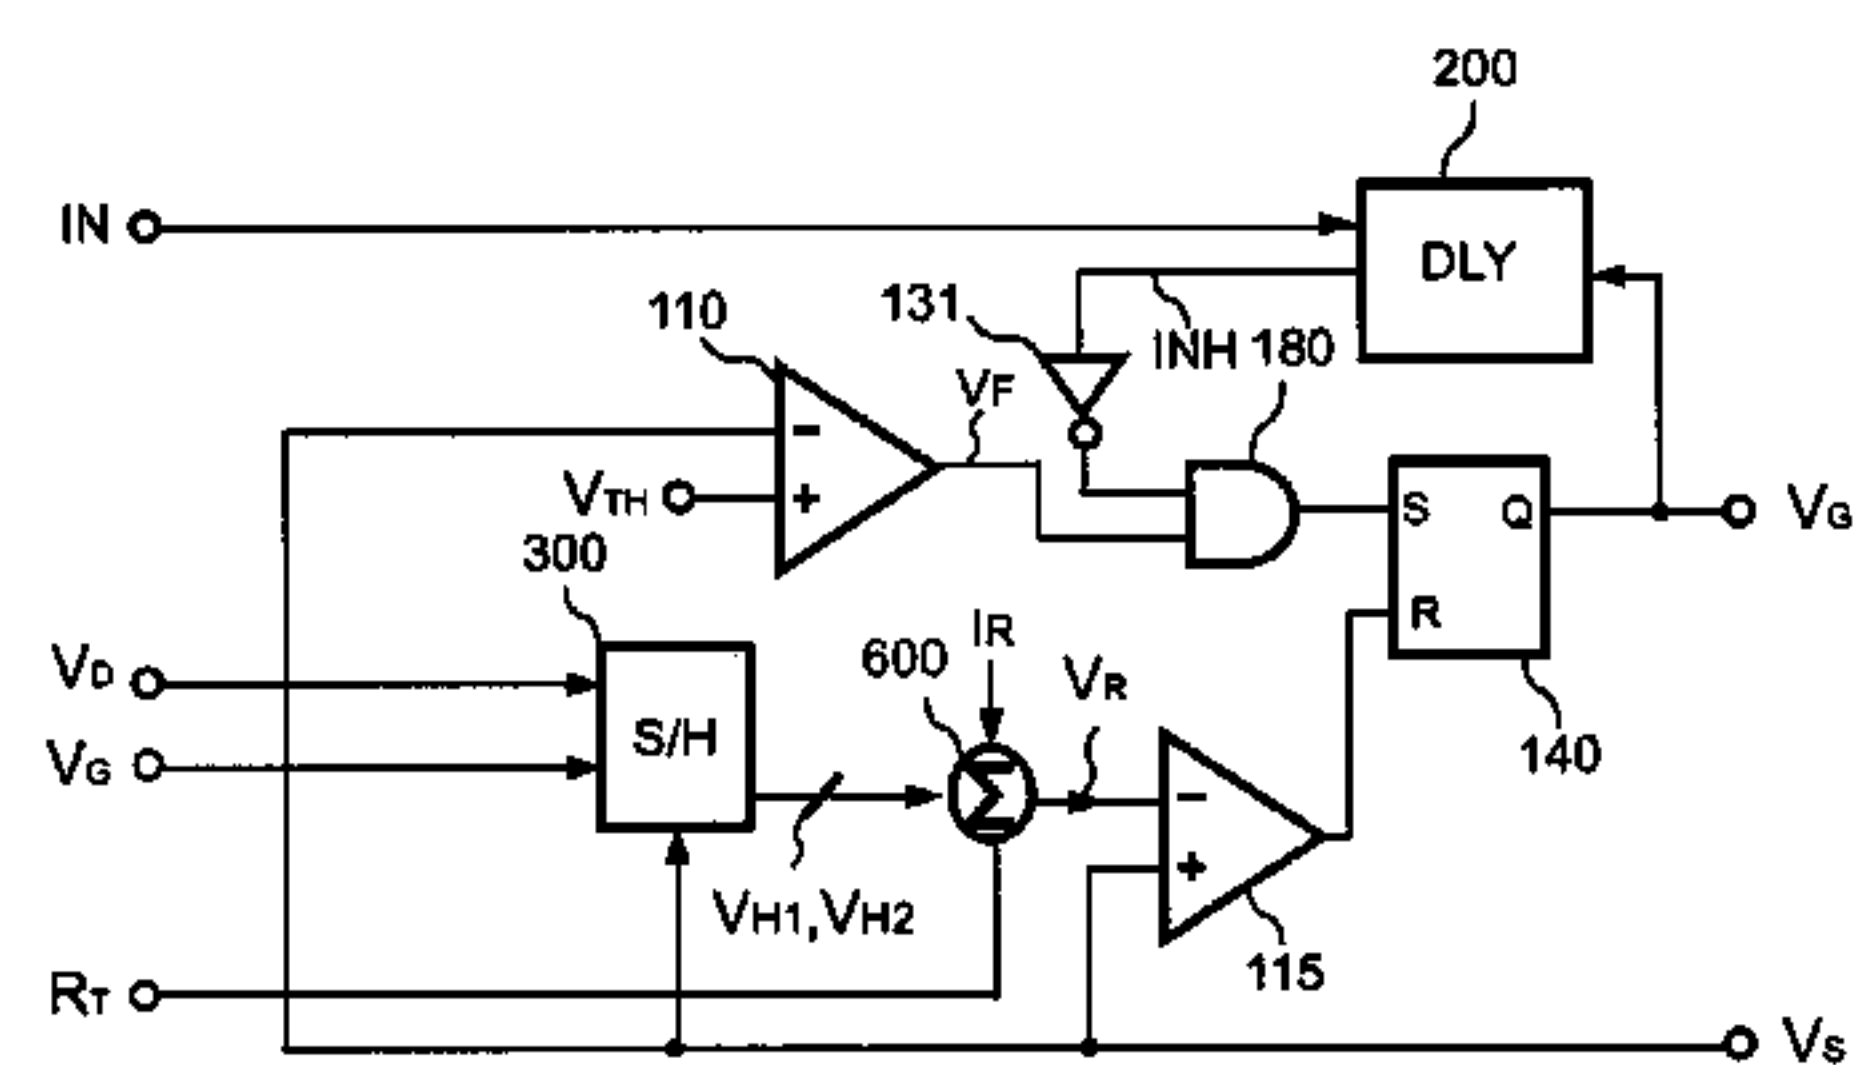 200
IN
DLY
110
131
INH
180
VF
-
VTH
+
S
Q
VG
300
R
IR
VD
600
VR
S/H
140
VG
Σ
-
+
VH1,VH2
115
RT
VS